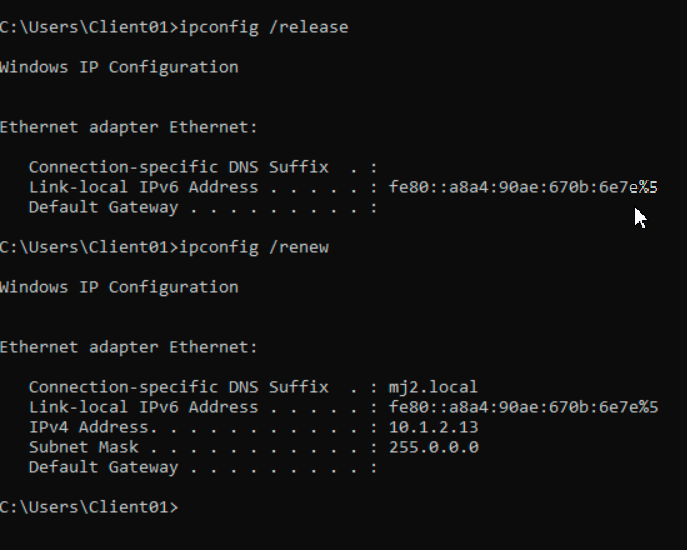 C:\Users\Client01>ipconfig /release
Windows IP Configuration
Ethernet adapter Ethernet:
   Connection-specific DNS Suffix  . :
   Link-local IPv6 Address . . . . . : fe80::a8a4:90ae:670b:6e7e%5
   Default Gateway . . . . . . . . . :
C:\Users\Client01>ipconfig /renew
Windows IP Configuration
Ethernet adapter Ethernet:
   Connection-specific DNS Suffix  . : mj2.local
   Link-local IPv6 Address . . . . . : fe80::a8a4:90ae:670b:6e7e%5
   IPv4 Address. . . . . . . . . . . : 10.1.2.13
   Subnet Mask . . . . . . . . . . . : 255.0.0.0
   Default Gateway . . . . . . . . . :
C:\Users\Client01>